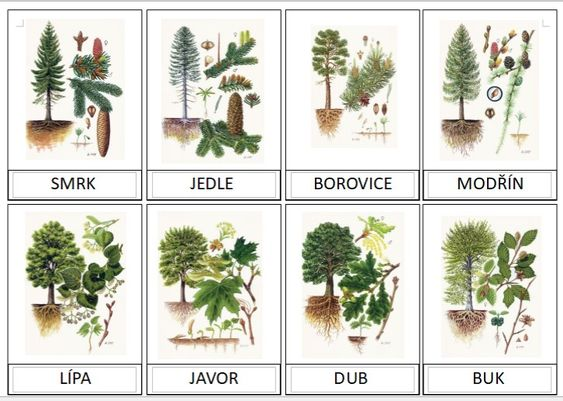 SMRK
JEDLE
BOROVICE
MODŘÍN
LÍPA
JAVOR
DUB
BUK